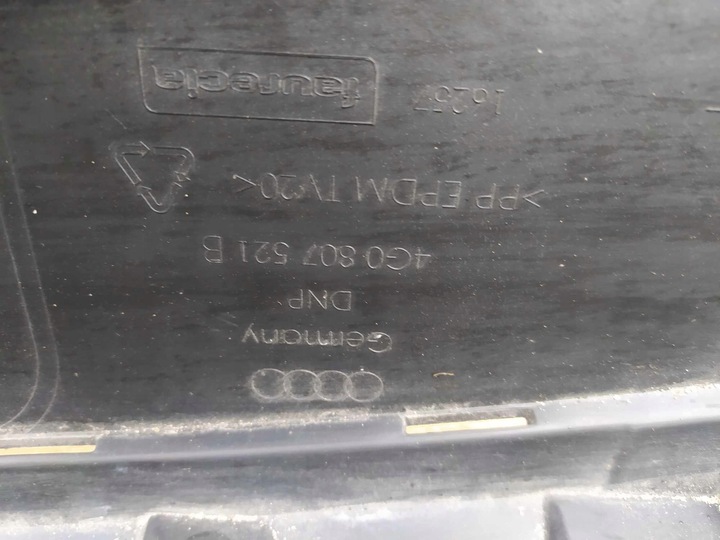 Germany
DNP
4G0 807 521 B
>PP EPDM TV20<
16257
faurecia